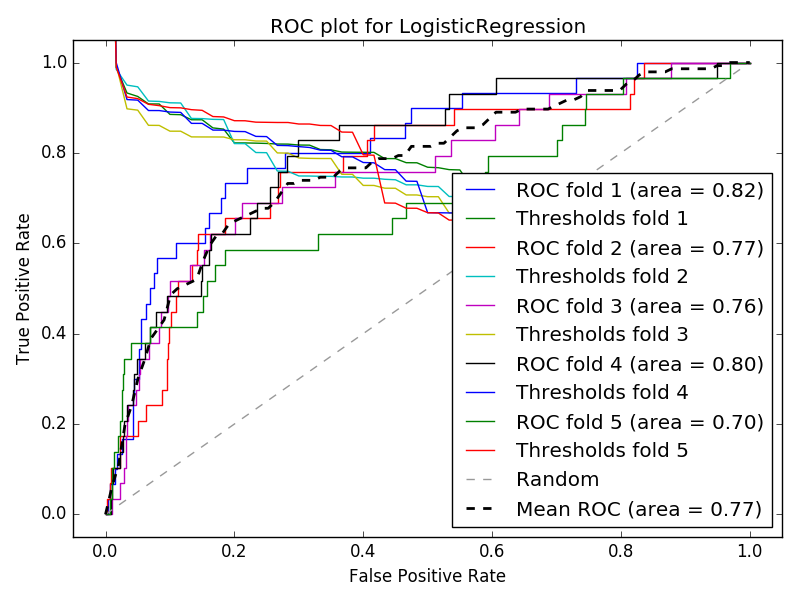 ROC plot for LogisticRegression
True Positive Rate
1.0
0.8
0.6
0.4
0.2
0.0
ROC fold 1 (area = 0.82)
Thresholds fold 1
ROC fold 2 (area = 0.77)
Thresholds fold 2
ROC fold 3 (area = 0.76)
Thresholds fold 3
ROC fold 4 (area = 0.80)
Thresholds fold 4
ROC fold 5 (area = 0.70)
Thresholds fold 5
Random
Mean ROC (area = 0.77)
0.0 0.2 0.4 0.6 0.8 1.0
False Positive Rate